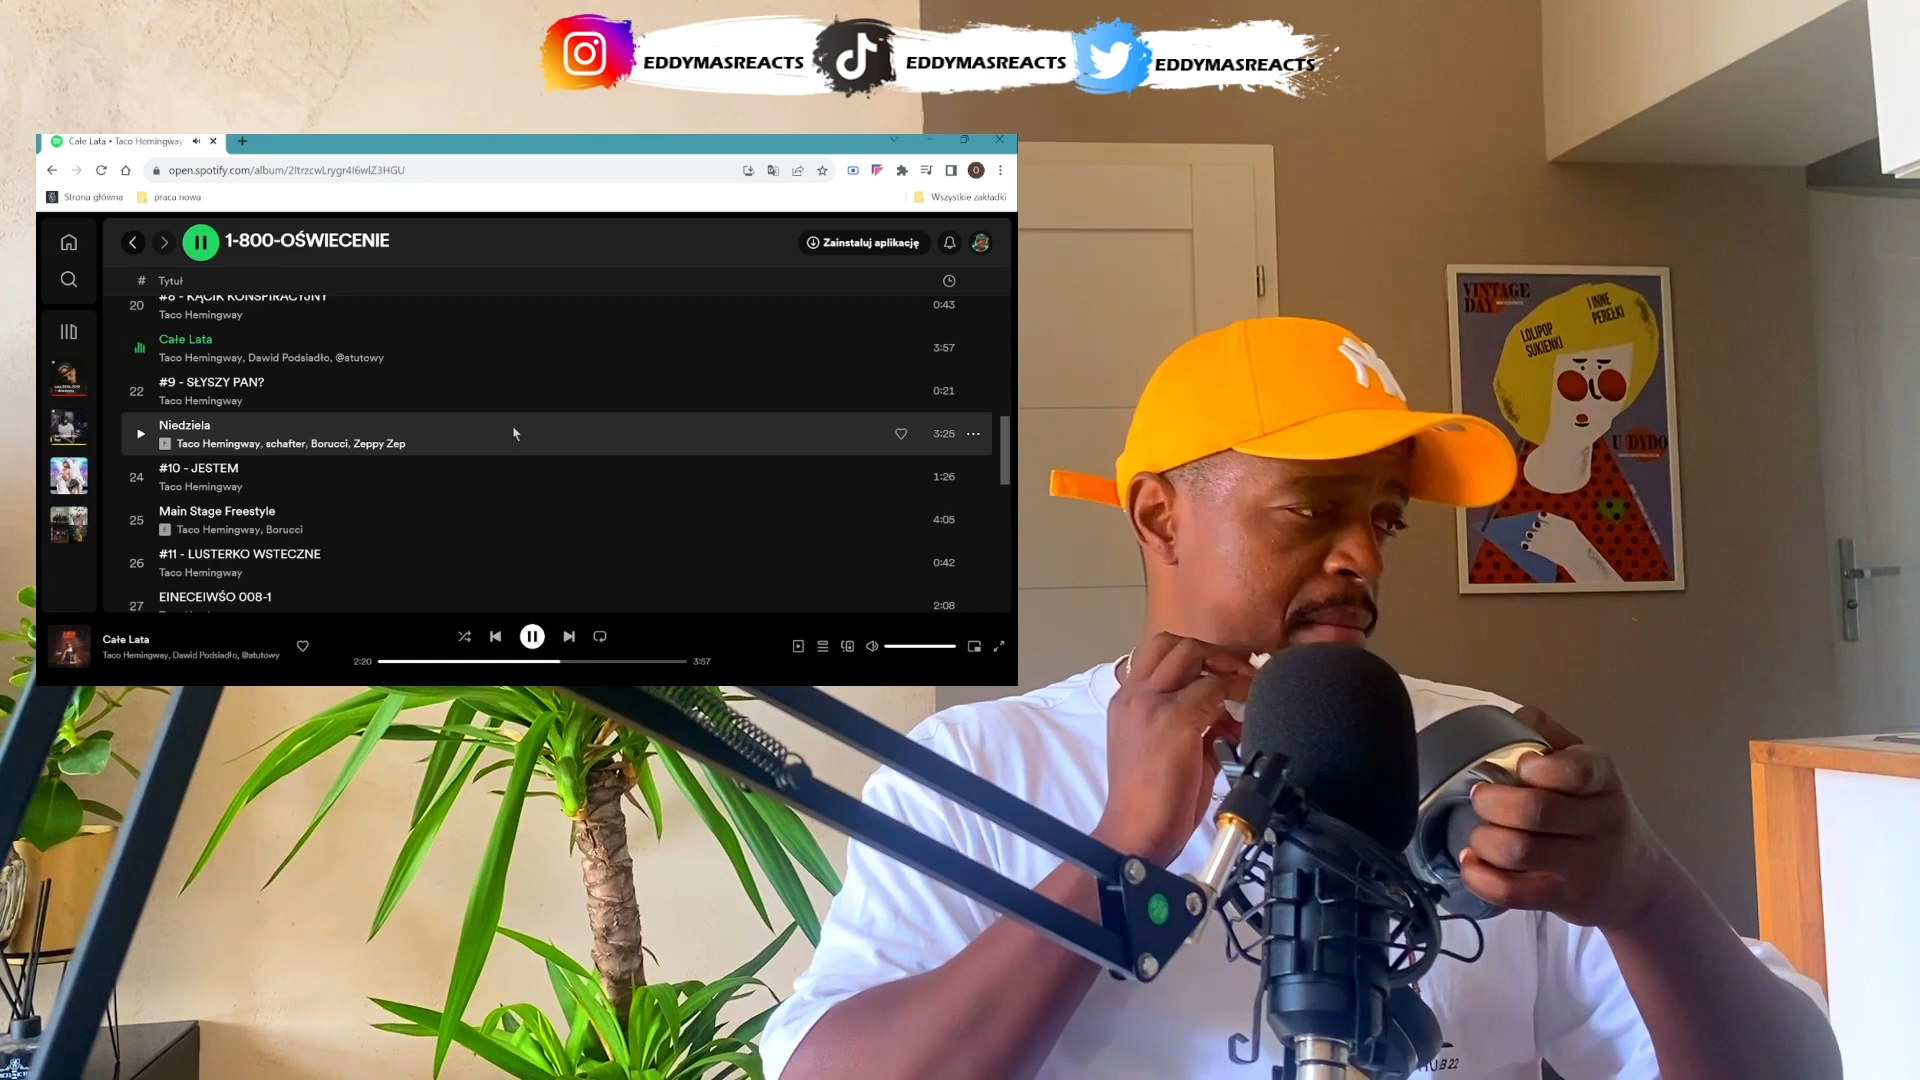 EDDYMASREACTS EDDYMASREACTS EDDYMASREACTS
Całe Lata • Taco Hemingway
open.spotify.com/album/2ItrzcwLrygr4I6wIZ3HGU
Strona główna praca nowa Wszystkie zakładki
1-800-OŚWIECENIE Zainstaluj aplikację
# Tytuł
20 #8 - KĄCIK KONSPIRACYJNY 0:43
Taco Hemingway
Całe Lata 3:57
Taco Hemingway, Dawid Podsiadło, @atutowy
22 #9 - SŁYSZY PAN? 0:21
Taco Hemingway
Niedziela 3:25
E Taco Hemingway, schafter, Borucci, Zeppy Zep
24 #10 - JESTEM 1:26
Taco Hemingway
25 Main Stage Freestyle 4:05
E Taco Hemingway, Borucci
26 #11 - LUSTERKO WSTECZNE 0:42
Taco Hemingway
27 EINECEIWŚO 008-1 2:08
Całe Lata
Taco Hemingway, Dawid Podsiadło, @atutowy
2:20 3:57
VINTAGE
DAY
I INNE
PEREŁKI
LOLIPOP
SUKIENKI
U DYDO
NY